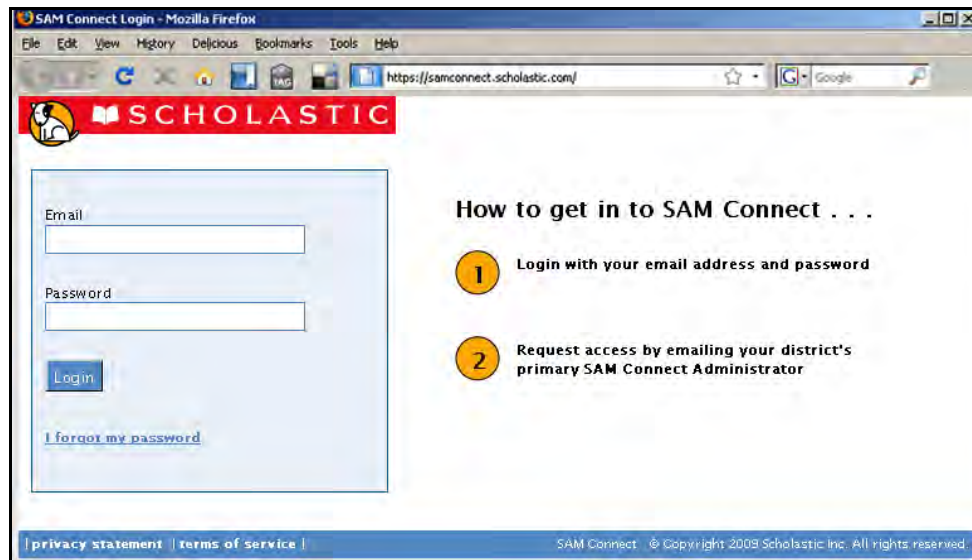 SAM Connect Login - Mozilla Firefox
File Edit View History Delicious Bookmarks Tools Help
https://samconnect.scholastic.com/ G Google
SCHOLASTIC
Email
Password
Login
I forgot my password
How to get in to SAM Connect . . .
1 Login with your email address and password
2 Request access by emailing your district's
primary SAM Connect Administrator
| privacy statement | terms of service | SAM Connect © Copyright 2009 Scholastic Inc. All rights reserved